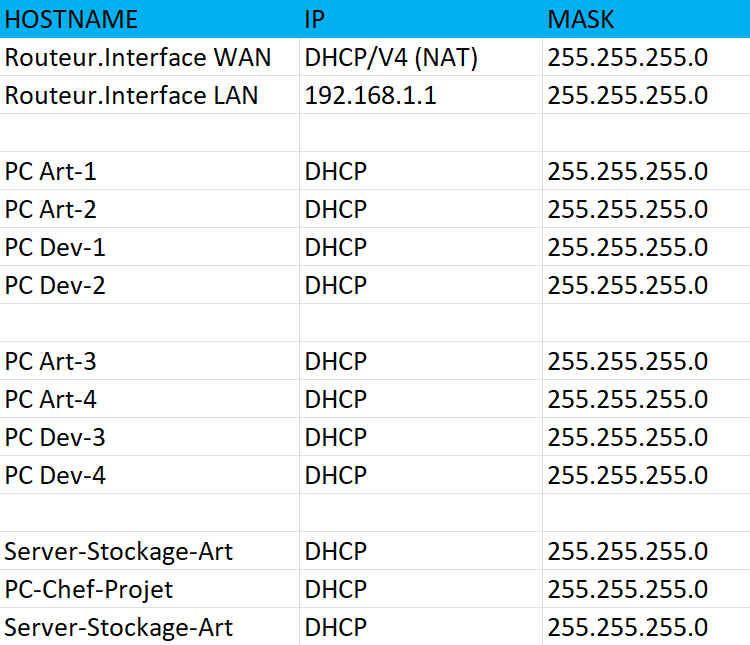 HOSTNAME IP MASK
Routeur.Interface WAN DHCP/V4 (NAT) 255.255.255.0
Routeur.Interface LAN 192.168.1.1 255.255.255.0
PC Art-1 DHCP 255.255.255.0
PC Art-2 DHCP 255.255.255.0
PC Dev-1 DHCP 255.255.255.0
PC Dev-2 DHCP 255.255.255.0
PC Art-3 DHCP 255.255.255.0
PC Art-4 DHCP 255.255.255.0
PC Dev-3 DHCP 255.255.255.0
PC Dev-4 DHCP 255.255.255.0
Server-Stockage-Art DHCP 255.255.255.0
PC-Chef-Projet DHCP 255.255.255.0
Server-Stockage-Art DHCP 255.255.255.0